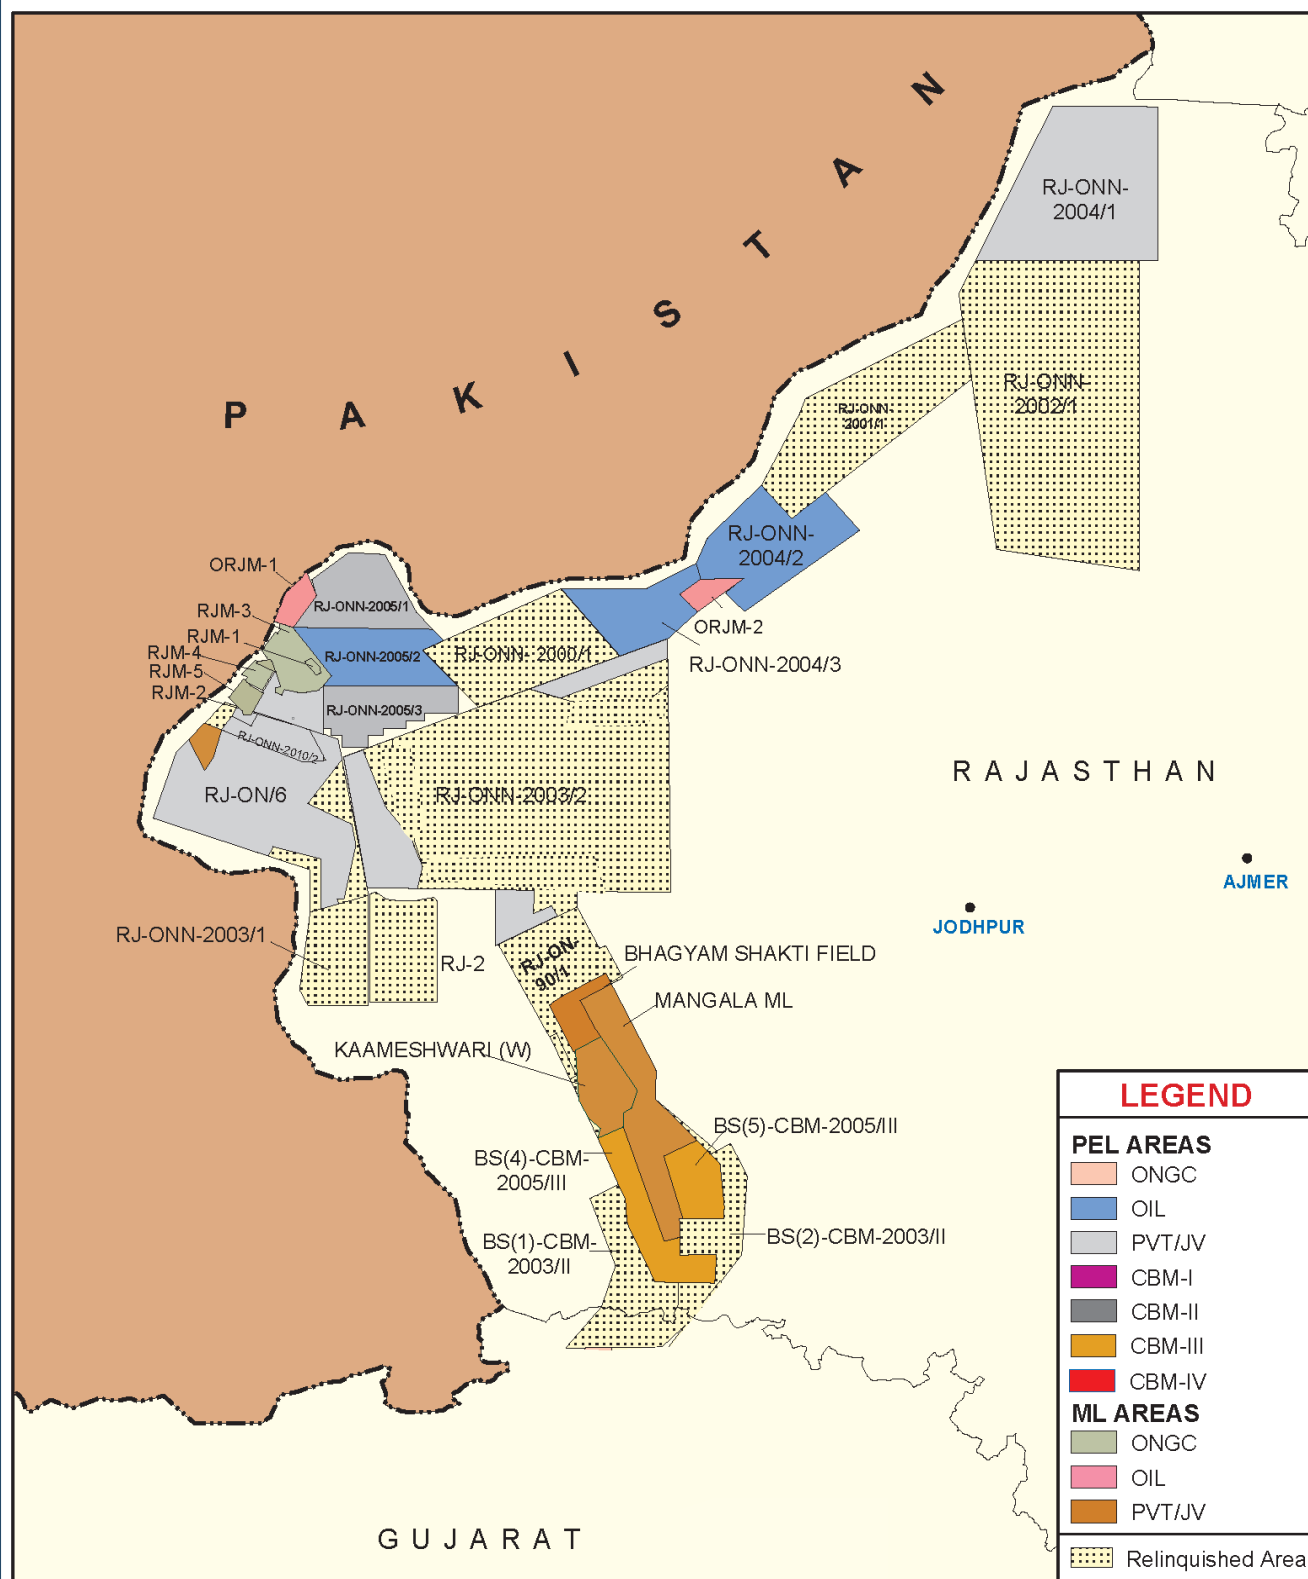 P A K I S T A N
RJ-ONN-
2004/1
RJ-ONN-
2002/1
RJ-ONN-
2001/1
RJ-ONN-
2004/2
ORJM-1
RJ-ONN-2005/1
RJM-3
ORJM-2
RJM-1
RJM-4
RJ-ONN-2005/2
RJ-ONN- 2000/1
RJ-ONN-2004/3
RJM-5
RJM-2
RJ-ONN-2005/3
RJ-ONN-2010/2
RJ-ON/6
RJ-ONN-2003/2
RAJASTHAN
AJMER
JODHPUR
RJ-ONN-2003/1
RJ-2
RJ-ON-
90/1
BHAGYAM SHAKTI FIELD
MANGALA ML
KAAMESHWARI (W)
BS(5)-CBM-2005/III
BS(4)-CBM-
2005/III
BS(1)-CBM-
2003/II
BS(2)-CBM-2003/II
GUJARAT
LEGEND
PEL AREAS
ONGC
OIL
PVT/JV
CBM-I
CBM-II
CBM-III
CBM-IV
ML AREAS
ONGC
OIL
PVT/JV
Relinquished Area